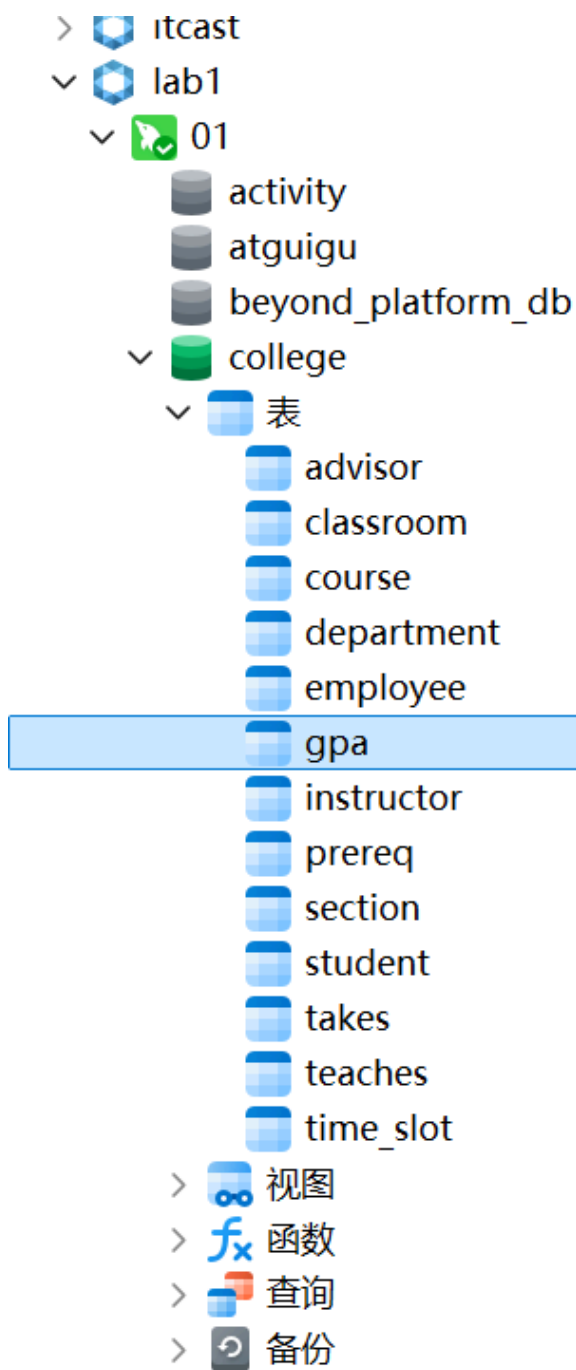 itcast
lab1
01
activity
atguigu
beyond_platform_db
college
表
advisor
classroom
course
department
employee
gpa
instructor
prereq
section
student
takes
teaches
time_slot
视图
函数
查询
备份